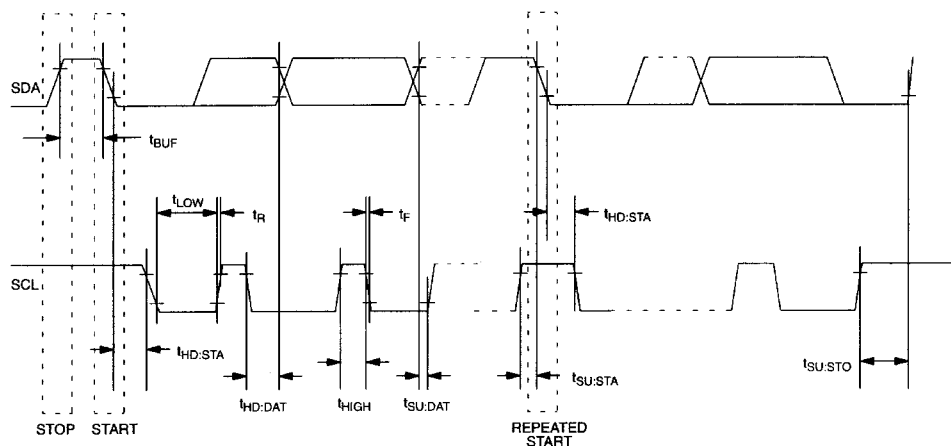 SDA
tBUF
tLOW
tR
tF
tHD:STA
SCL
tHD:STA
tSU:STA
tSU:STO
tHD:DAT
tHIGH
tSU:DAT
STOP
START
REPEATED
START